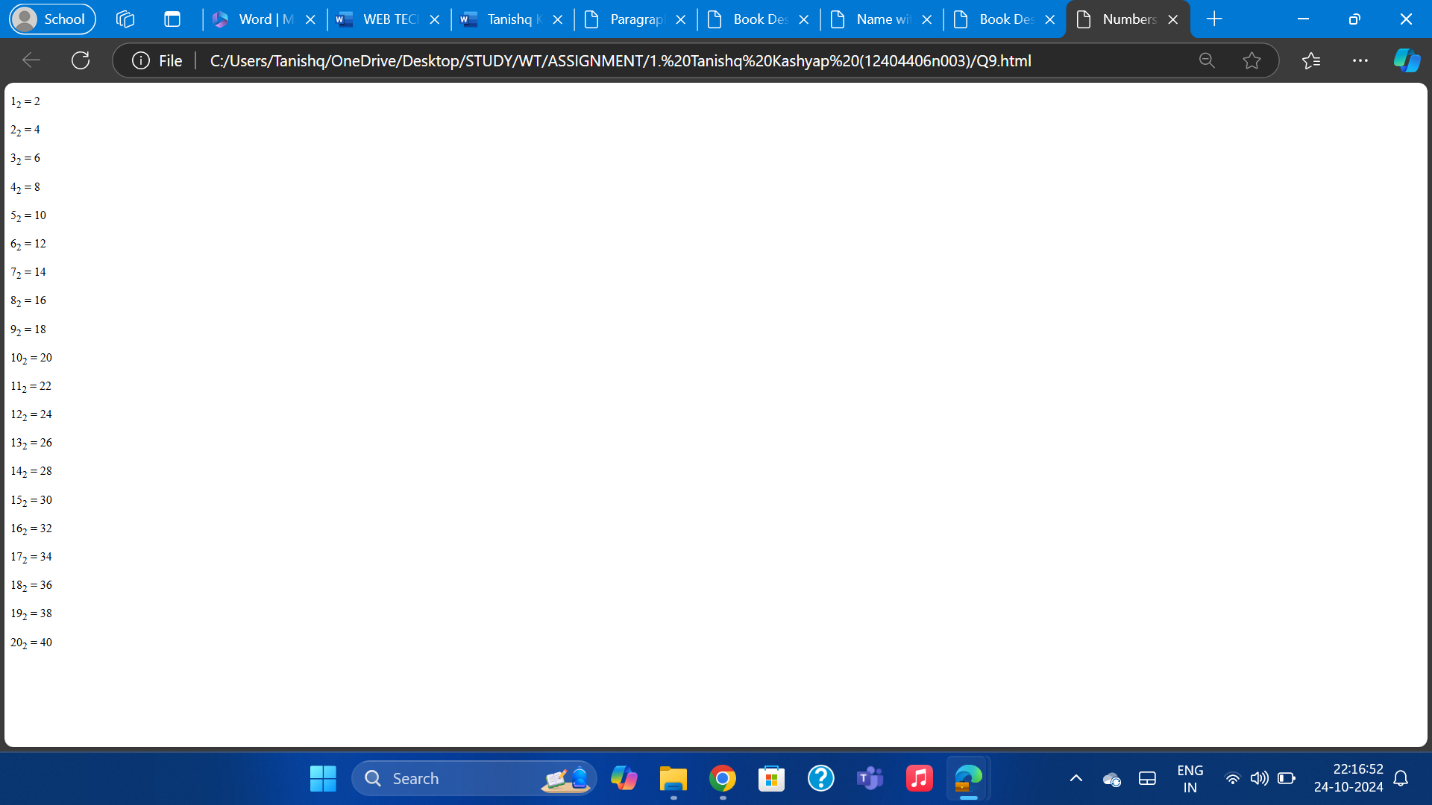 School
Word | M
WEB TEC
Tanishq K
Paragrap
Book Des
Name wi
Book Des
Numbers
File
C:/Users/Tanishq/OneDrive/Desktop/STUDY/WT/ASSIGNMENT/1.%20Tanishq%20Kashyap%20(12404406n003)/Q9.html
1₂ = 2
2₂ = 4
3₂ = 6
4₂ = 8
5₂ = 10
6₂ = 12
7₂ = 14
8₂ = 16
9₂ = 18
10₂ = 20
11₂ = 22
12₂ = 24
13₂ = 26
14₂ = 28
15₂ = 30
16₂ = 32
17₂ = 34
18₂ = 36
19₂ = 38
20₂ = 40
Search
ENG
IN
22:16:52
24-10-2024